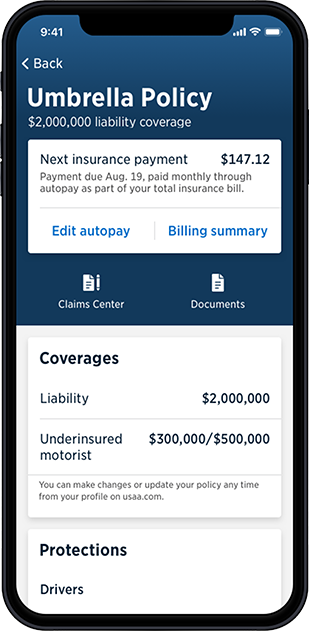 9:41
Back
Umbrella Policy
$2,000,000 liability coverage
Next insurance payment $147.12
Payment due Aug. 19, paid monthly through
autopay as part of your total insurance bill.
Edit autopay Billing summary
Claims Center Documents
Coverages
Liability $2,000,000
Underinsured $300,000/$500,000
motorist
You can make changes or update your policy any time
from your profile on usaa.com.
Protections
Drivers